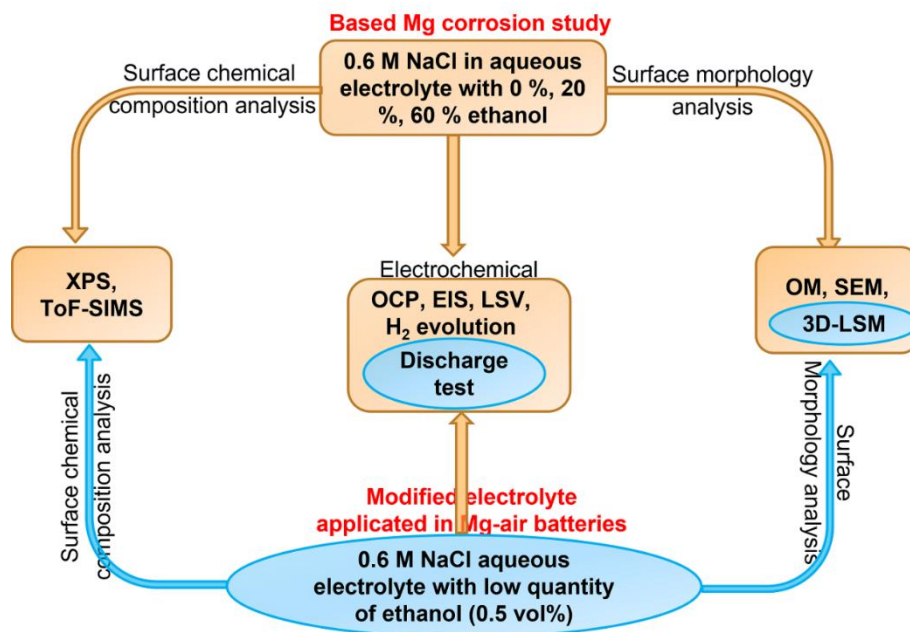 Based Mg corrosion study
0.6 M NaCl in aqueous
electrolyte with 0 %, 20
%, 60 % ethanol
Surface chemical
composition analysis
Surface morphology
analysis
XPS,
ToF-SIMS
Electrochemical
OCP, EIS, LSV,
H₂ evolution
Discharge
test
OM, SEM,
3D-LSM
Surface chemical
composition analysis
Surface
Morphology analysis
Modified electrolyte
applicated in Mg-air batteries
0.6 M NaCl aqueous
electrolyte with low quantity
of ethanol (0.5 vol%)